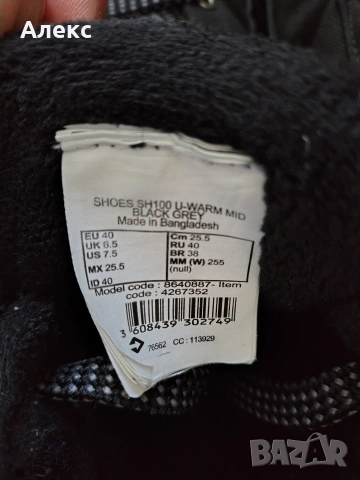 Алекс
SHOES SH100 U-WARM MID
BLACK GREY
Made in Bangladesh
EU 40
UK 6.5
US 7.5
MX 25.5
ID 40
Cm 25.5
RU 40
BR 38
MM (W) 255
(null)
Model code : 8640887- Item
code : 4267352
3 608439 302749
76562 CC : 113929
BAZAR